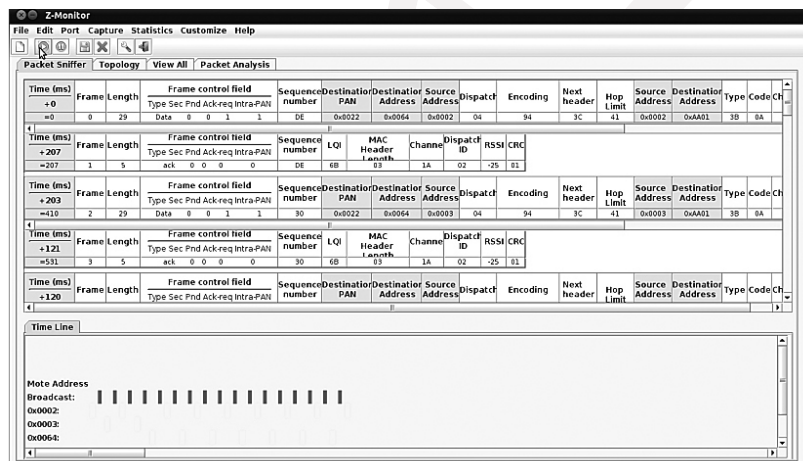 Z-Monitor
File Edit Port Capture Statistics Customize Help
Packet Sniffer Topology View All Packet Analysis
Time (ms) +0 Frame Length Frame control field Type Sec Pnd Ack-req Intra-PAN Sequence number Destination PAN Destination Address Source Address Dispatch Encoding Next header Hop Limit Source Address Destination Address Type Code Ch
=0 0 29 Data 0 0 1 1 DE 0x0022 0x0064 0x0002 04 94 3C 41 0x0002 0xAA01 3B 0A
Time (ms) +207 Frame Length Frame control field Type Sec Pnd Ack-req Intra-PAN Sequence number LQI MAC Header Length Channe Dispatch ID RSSI CRC
=207 1 5 ack 0 0 0 0 DE 6B 03 1A 02 -25 01
Time (ms) +203 Frame Length Frame control field Type Sec Pnd Ack-req Intra-PAN Sequence number Destination PAN Destination Address Source Address Dispatch Encoding Next header Hop Limit Source Address Destination Address Type Code Ch
=410 2 29 Data 0 0 1 1 30 0x0022 0x0064 0x0003 04 94 3C 41 0x0003 0xAA01 3B 0A
Time (ms) +121 Frame Length Frame control field Type Sec Pnd Ack-req Intra-PAN Sequence number LQI MAC Header Length Channe Dispatch ID RSSI CRC
=531 3 5 ack 0 0 0 0 30 6B 03 1A 02 -25 01
Time (ms) +120 Frame Length Frame control field Type Sec Pnd Ack-req Intra-PAN Sequence number Destination PAN Destination Address Source Address Dispatch Encoding Next header Hop Limit Source Address Destination Address Type Code Ch
Time Line
Mote Address
Broadcast:
0x0002:
0x0003:
0x0064: